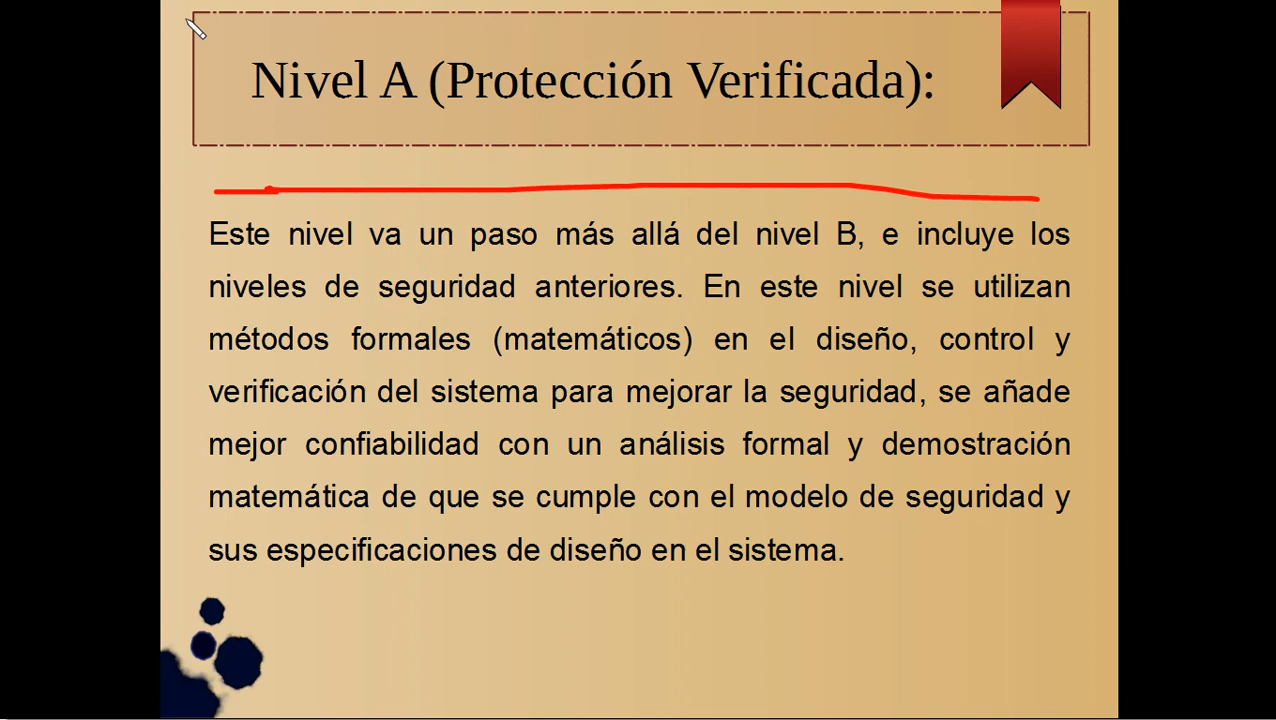 Nivel A (Protección Verificada):
Este nivel va un paso más allá del nivel B, e incluye los
niveles de seguridad anteriores. En este nivel se utilizan
métodos formales (matemáticos) en el diseño, control y
verificación del sistema para mejorar la seguridad, se añade
mejor confiabilidad con un análisis formal y demostración
matemática de que se cumple con el modelo de seguridad y
sus especificaciones de diseño en el sistema.